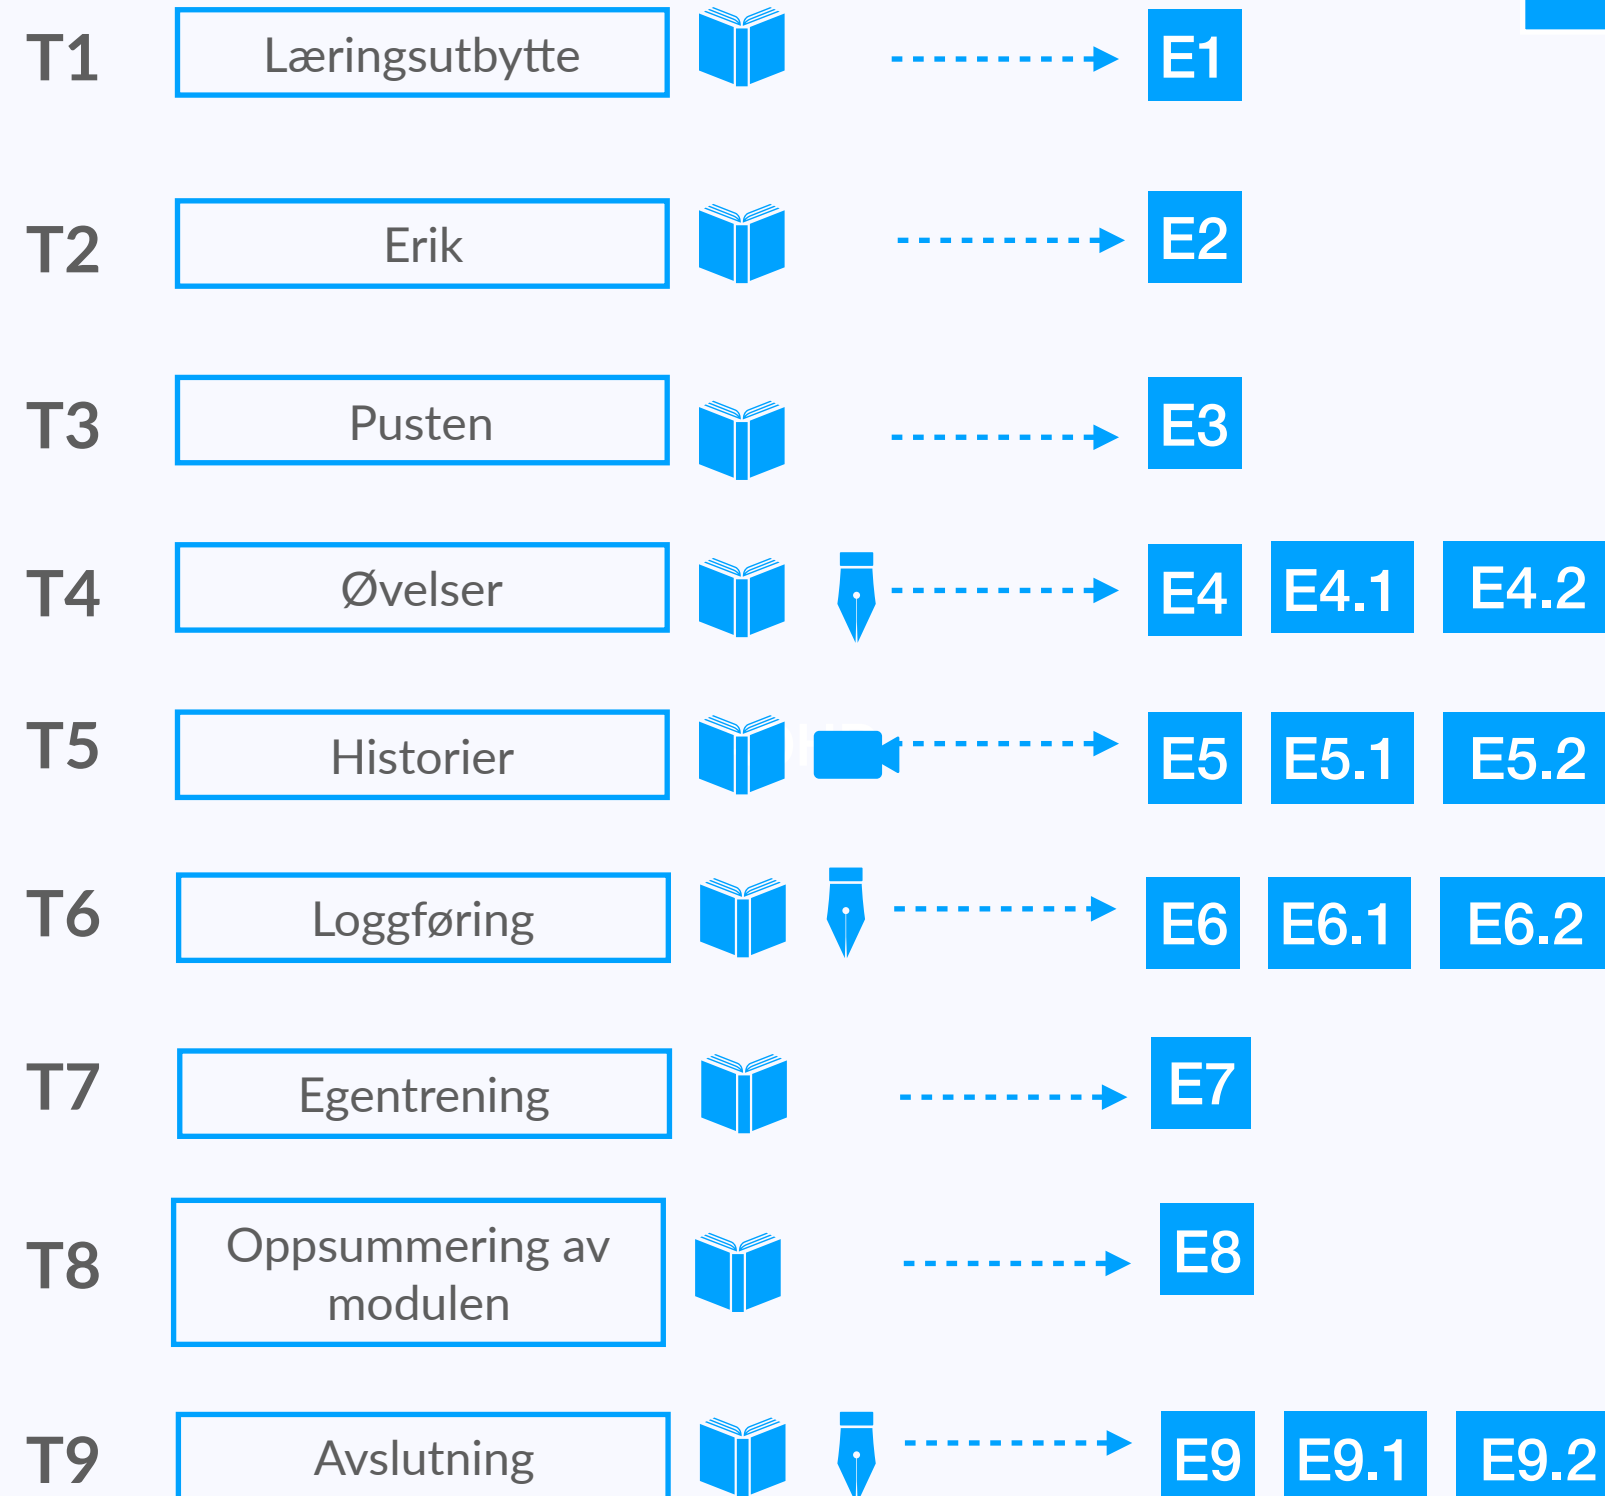 T1 Læringsutbytte E1
T2 Erik E2
T3 Pusten E3
T4 Øvelser E4 E4.1 E4.2
T5 Historier E5 E5.1 E5.2
T6 Loggføring E6 E6.1 E6.2
T7 Egentrening E7
T8 Oppsummering av
modulen E8
T9 Avslutning E9 E9.1 E9.2